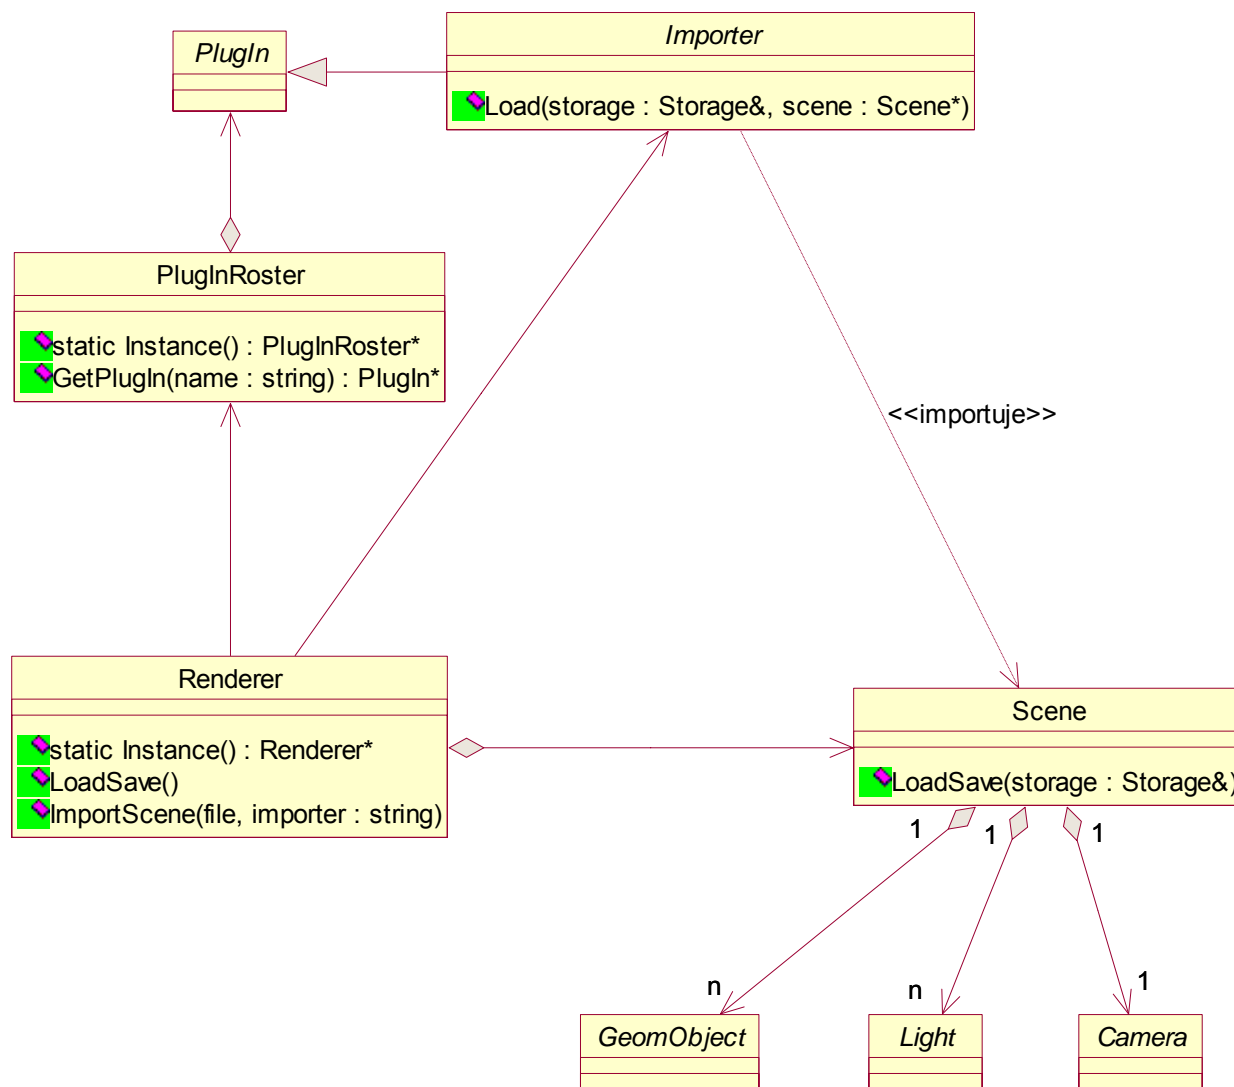 PlugIn
Importer
Load(storage : Storage&, scene : Scene*)
PlugInRoster
static Instance() : PlugInRoster*
GetPlugIn(name : string) : PlugIn*
<<importuje>>
Renderer
static Instance() : Renderer*
LoadSave()
ImportScene(file, importer : string)
Scene
LoadSave(storage : Storage&)
1
1
1
n
n
1
GeomObject
Light
Camera